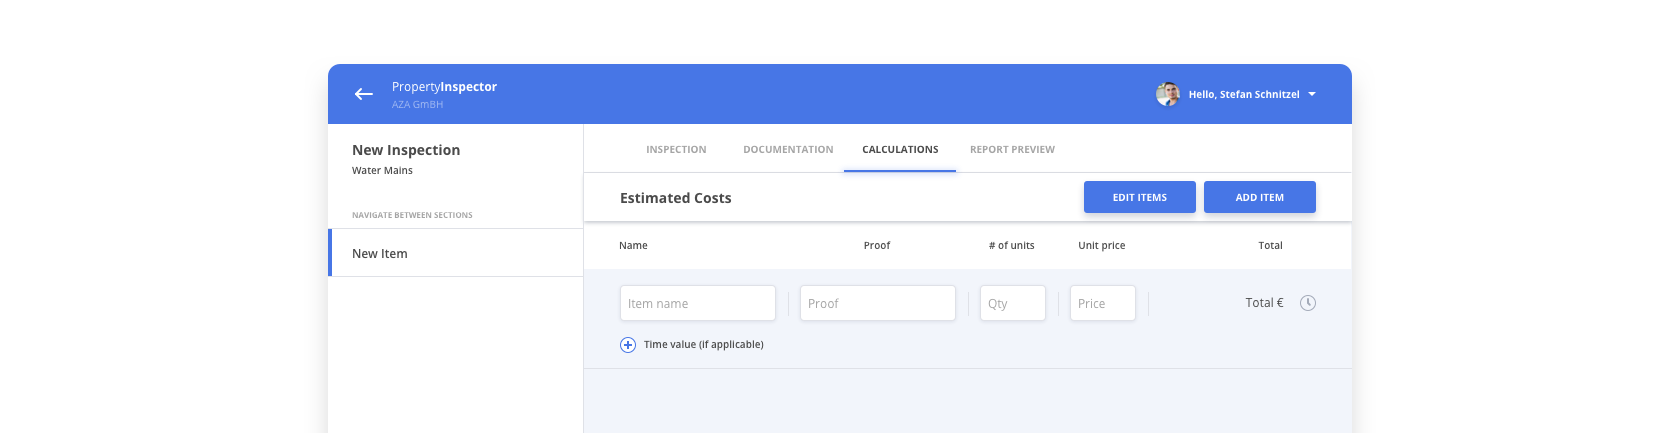 PropertyInspector
AZA GmBH
Hello, Stefan Schnitzel
New Inspection
Water Mains
NAVIGATE BETWEEN SECTIONS
New Item
INSPECTION DOCUMENTATION CALCULATIONS REPORT PREVIEW
Estimated Costs EDIT ITEMS ADD ITEM
Name Proof # of units Unit price Total
Item name Proof Qty Price Total €
Time value (if applicable)